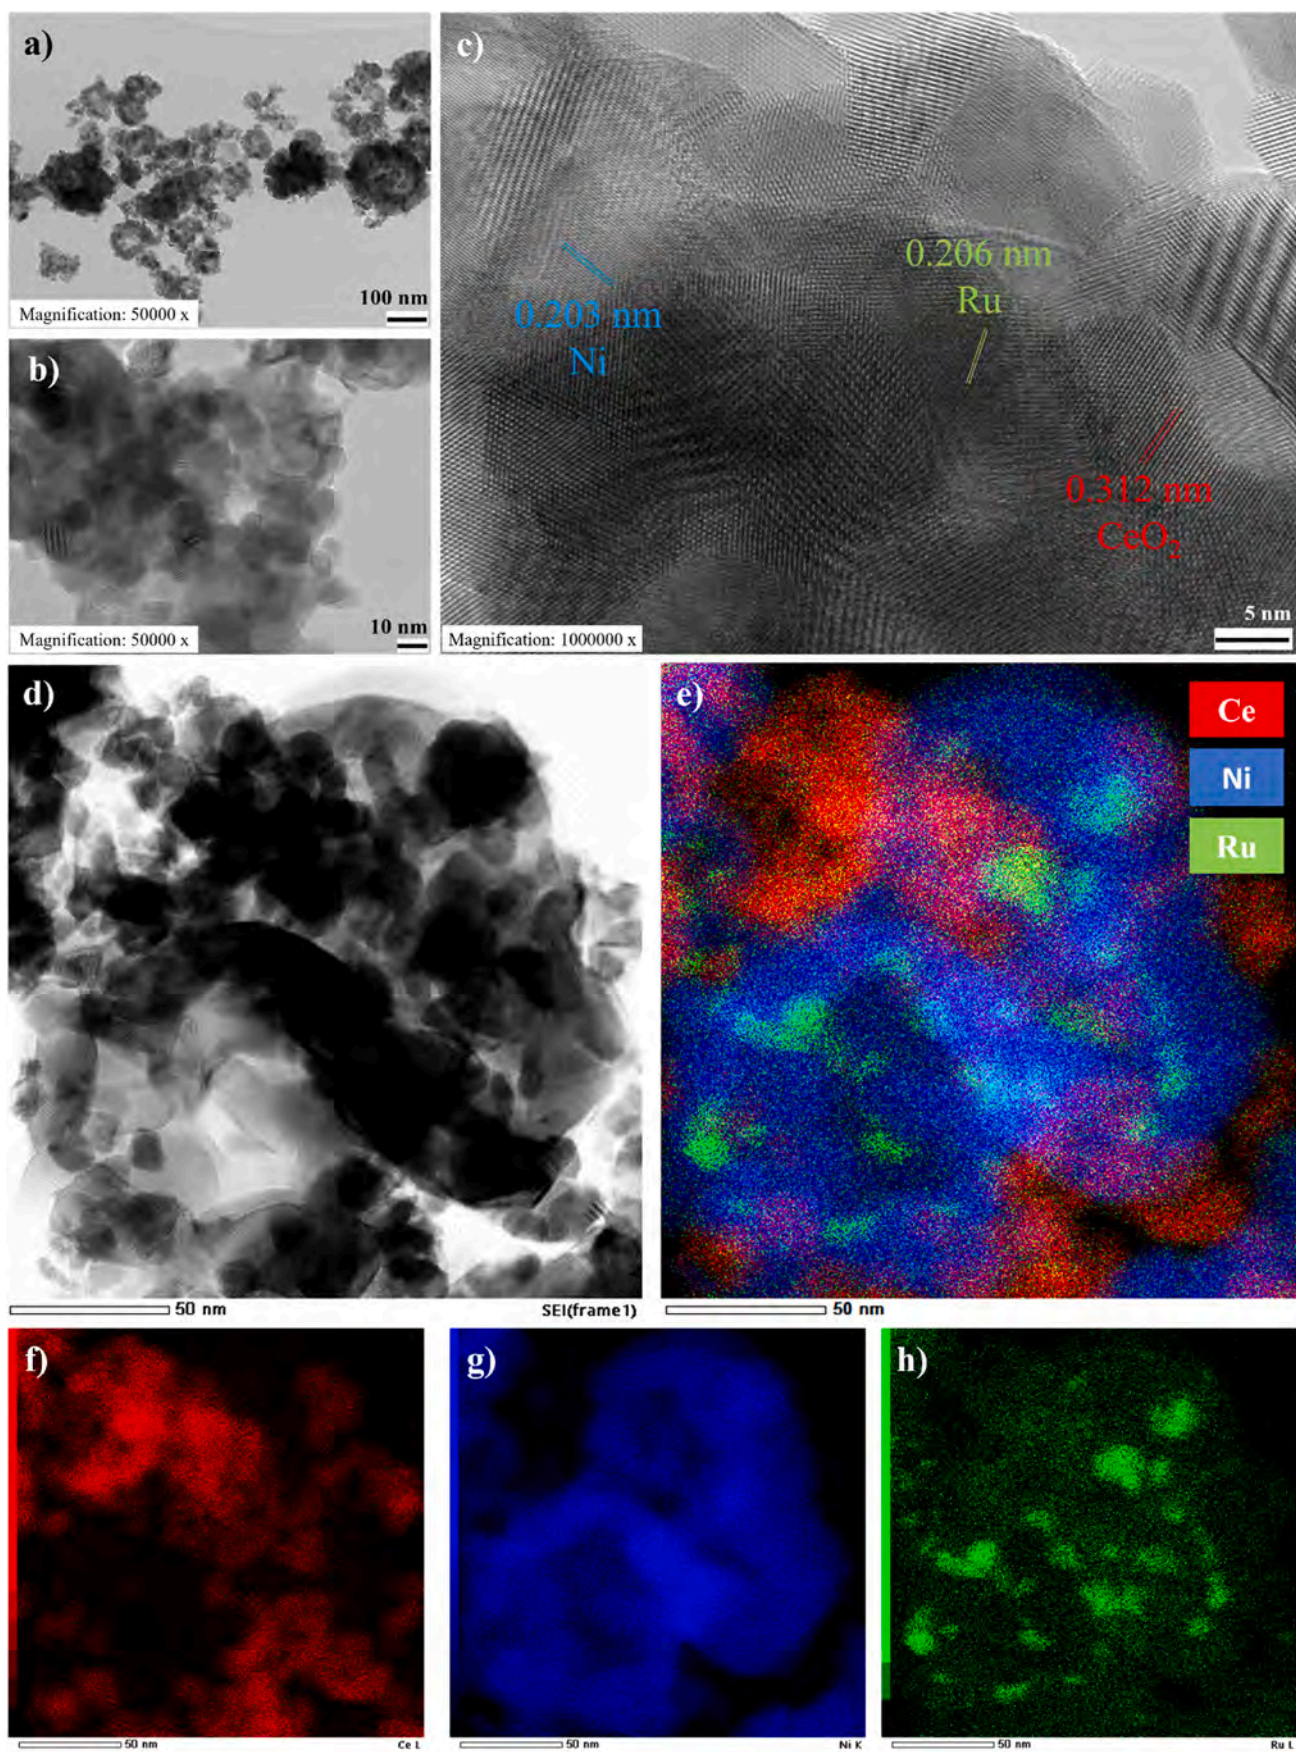 a)
100 nm
Magnification: 50000 x
b)
10 nm
Magnification: 50000 x
c)
0.203 nm
Ni
0.206 nm
Ru
0.312 nm
CeO₂
5 nm
Magnification: 1000000 x
d)
50 nm
SEI(frame1)
e)
Ce
Ni
Ru
50 nm
f)
50 nm
Ce L
g)
50 nm
Ni K
h)
50 nm
Ru L